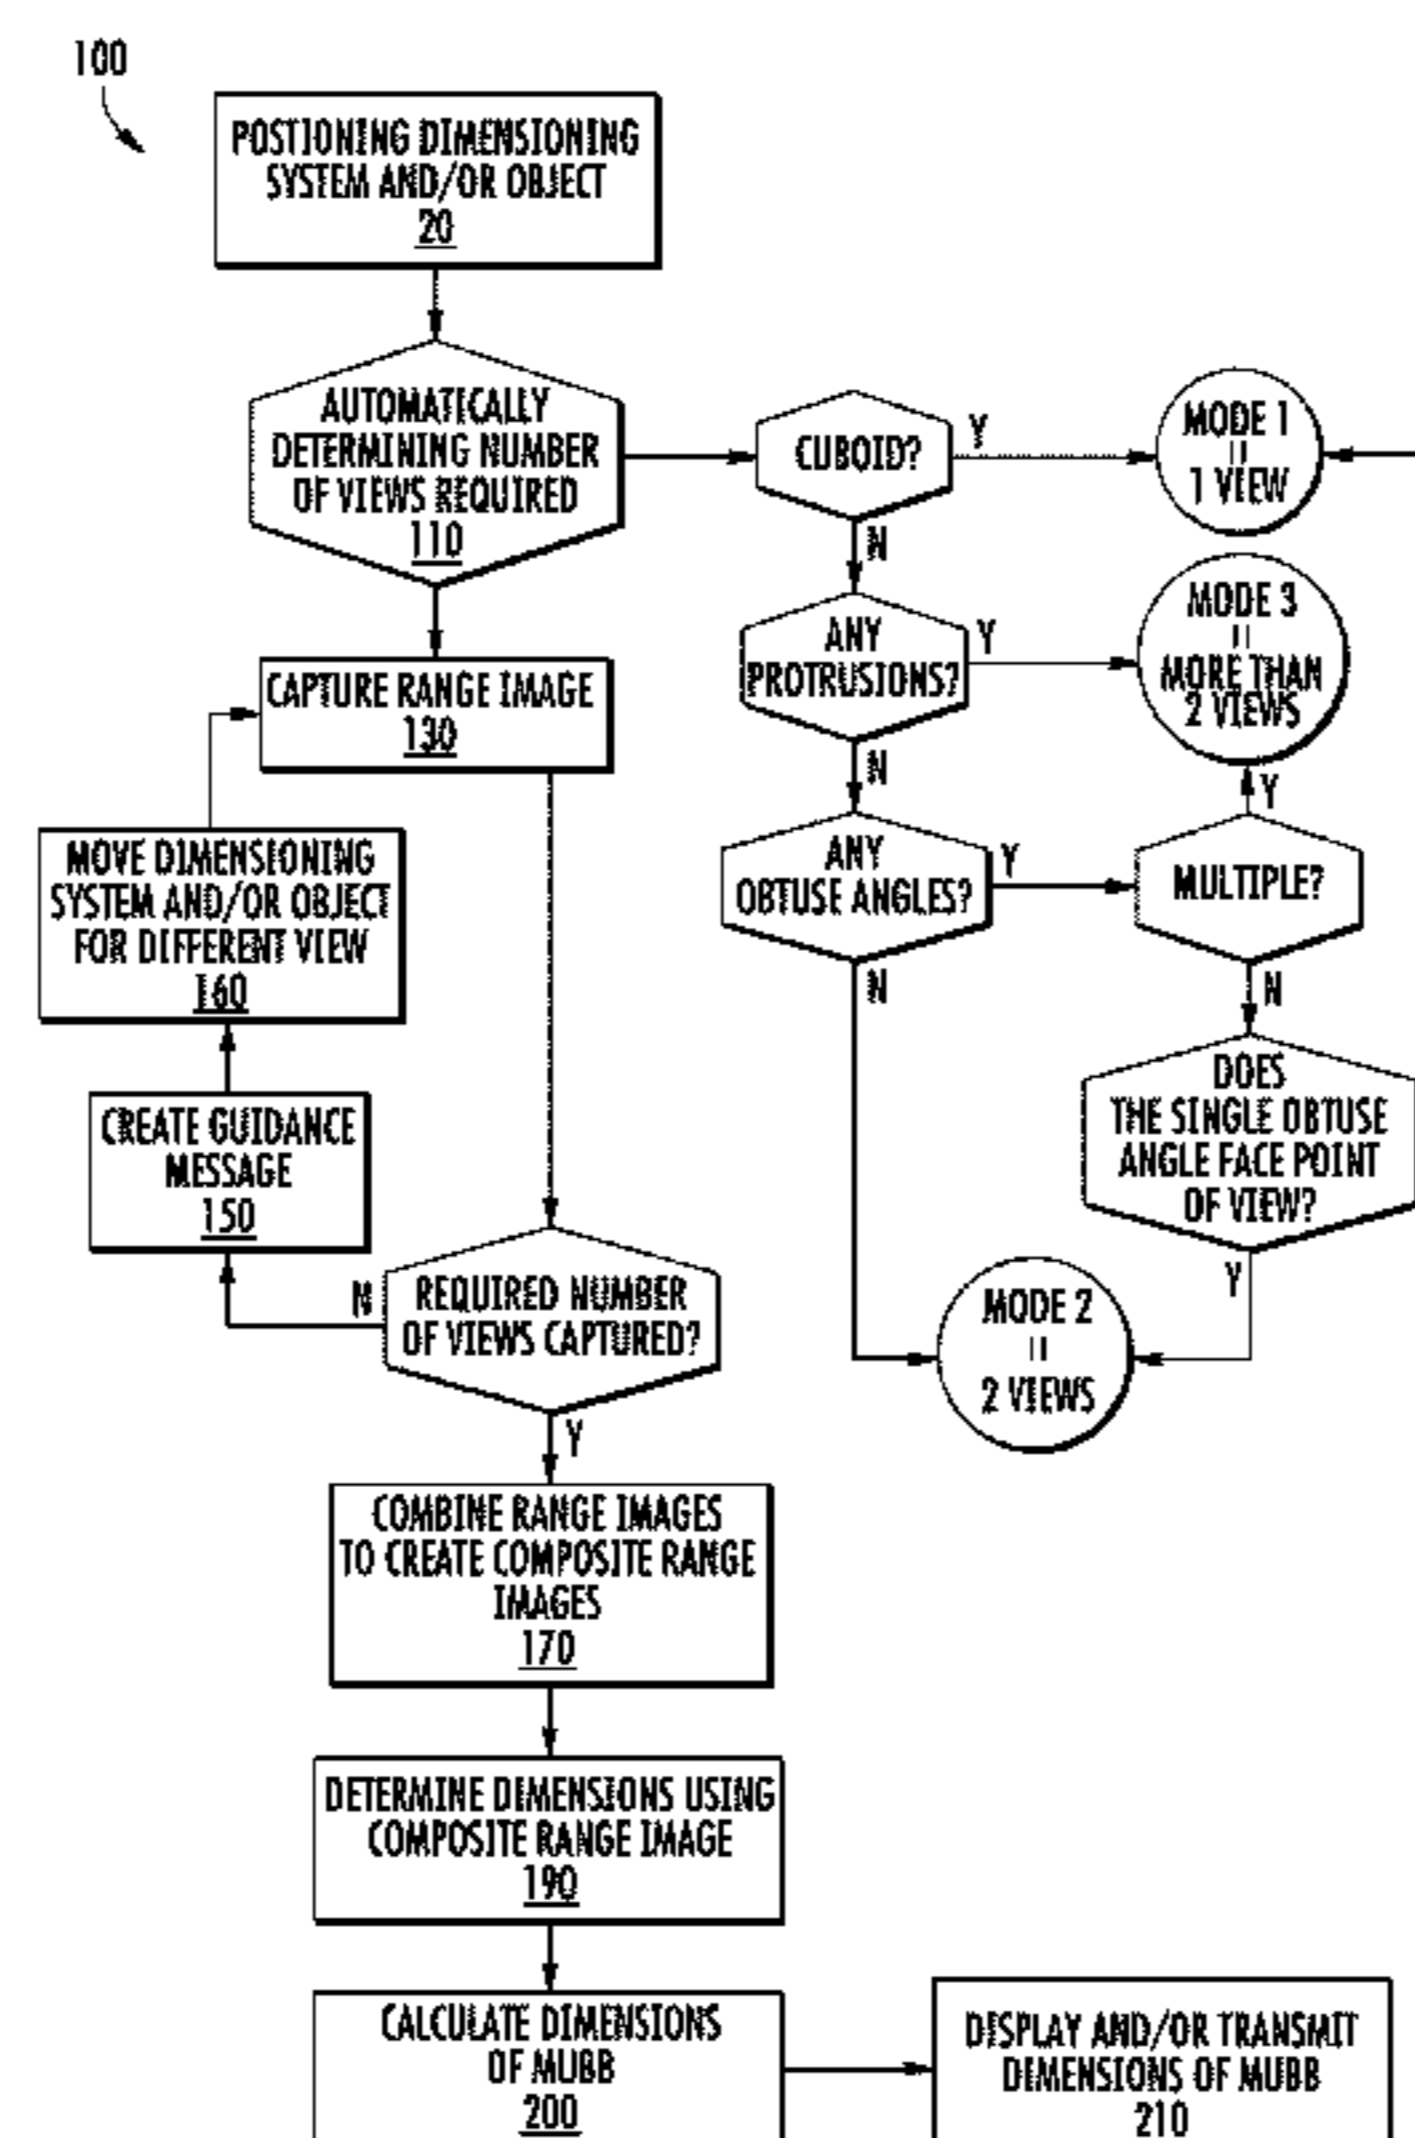 100
POSTIONING DIMENSIONING
SYSTEM AND/OR OBJECT
20
AUTOMATICALLY
DETERMINING NUMBER
OF VIEWS REQUIRED
110
CUBOID?
Y
MODE 1
=
1 VIEW
N
ANY
PROTRUSIONS?
Y
MODE 3
=
MORE THAN
2 VIEWS
CAPTURE RANGE IMAGE
130
N
Y
ANY
OBTUSE ANGLES?
Y
MULTIPLE?
MOVE DIMENSIONING
SYSTEM AND/OR OBJECT
FOR DIFFERENT VIEW
160
N
N
DOES
THE SINGLE OBTUSE
ANGLE FACE POINT
OF VIEW?
Y
CREATE GUIDANCE
MESSAGE
150
N
REQUIRED NUMBER
OF VIEWS CAPTURED?
Y
MODE 2
=
2 VIEWS
COMBINE RANGE IMAGES
TO CREATE COMPOSITE RANGE
IMAGES
170
DETERMINE DIMENSIONS USING
COMPOSITE RANGE IMAGE
190
CALCULATE DIMENSIONS
OF MUBB
200
DISPLAY AND/OR TRANSMIT
DIMENSIONS OF MUBB
210